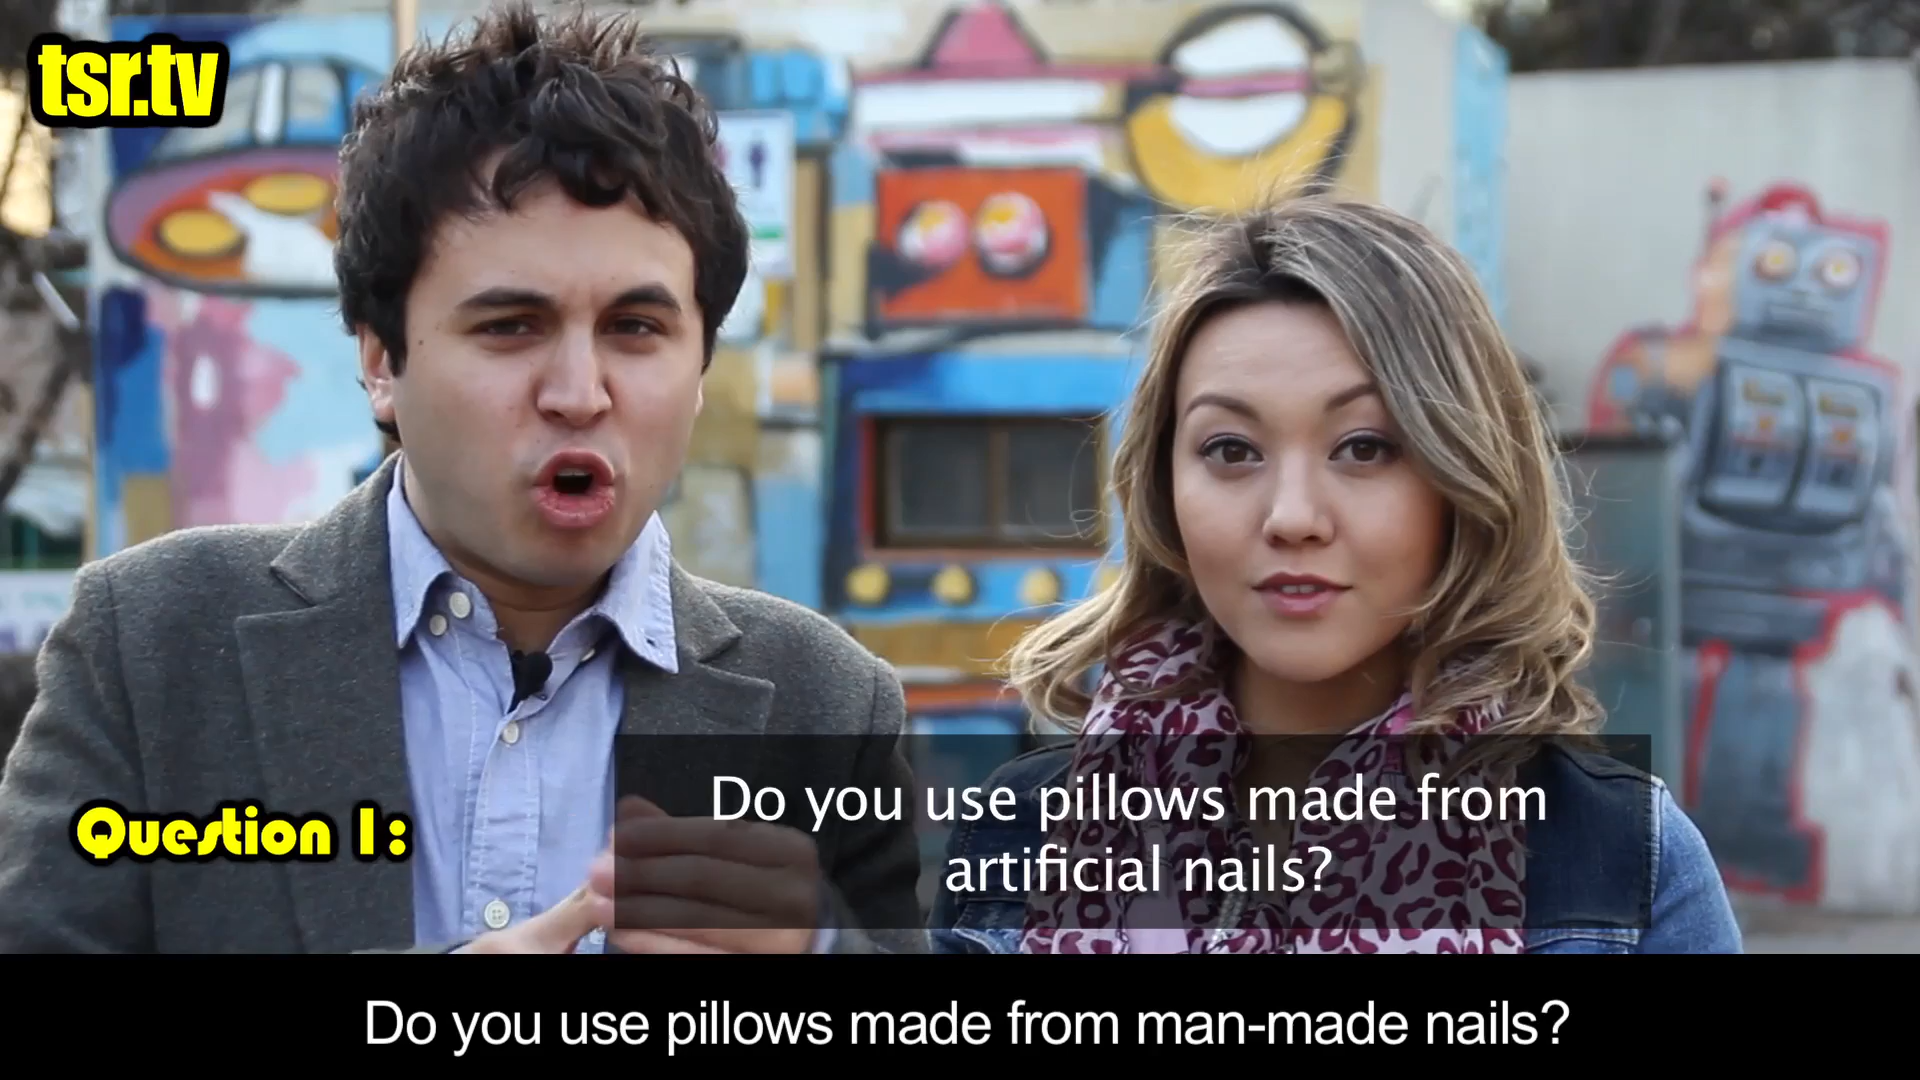 tsr.tv
Question 1:
Do you use pillows made from
artificial nails?
Do you use pillows made from man-made nails?